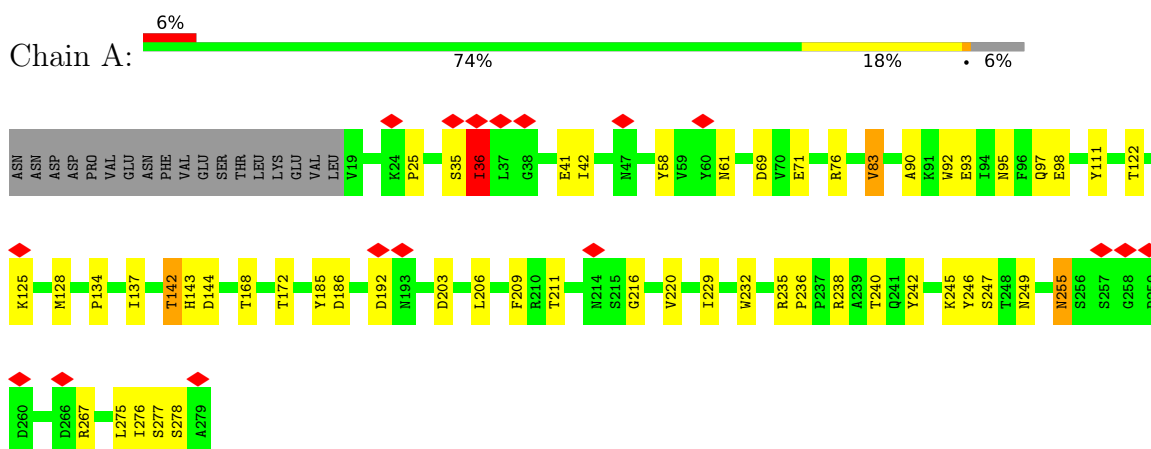 6%
Chain A:
74% 18% • 6%
ASN ASN ASP ASP PRO VAL GLU ASN PHE VAL GLU SER THR LEU LYS GLU VAL LEU V19 K24 P25 S35 I36 L37 G38 E41 I42 N47 Y58 V59 Y60 N61 D69 V70 E71 R76 V83 A90 K91 W92 E93 I94 N95 F96 Q97 E98 Y111 T122
K125 M128 P134 I137 T142 H143 D144 T168 T172 Y185 D186 D192 N193 D203 L206 F209 R210 T211 N214 S215 G216 V220 I229 W232 R235 P236 P237 R238 A239 T240 Q241 Y242 K245 Y246 S247 T248 N249 N255 S256 S257 G258
D260 D266 R267 L275 I276 S277 S278 A279